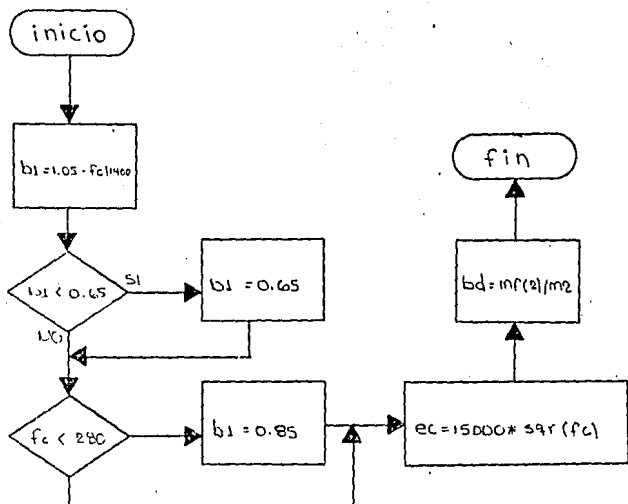 inicio
b1=1.05-fc/1400
b1<0.65
SI
b1=0.65
NO
fc<280
b1=0.85
ec=15000*sqr(fc)
bd=inf(2)/m2
fin